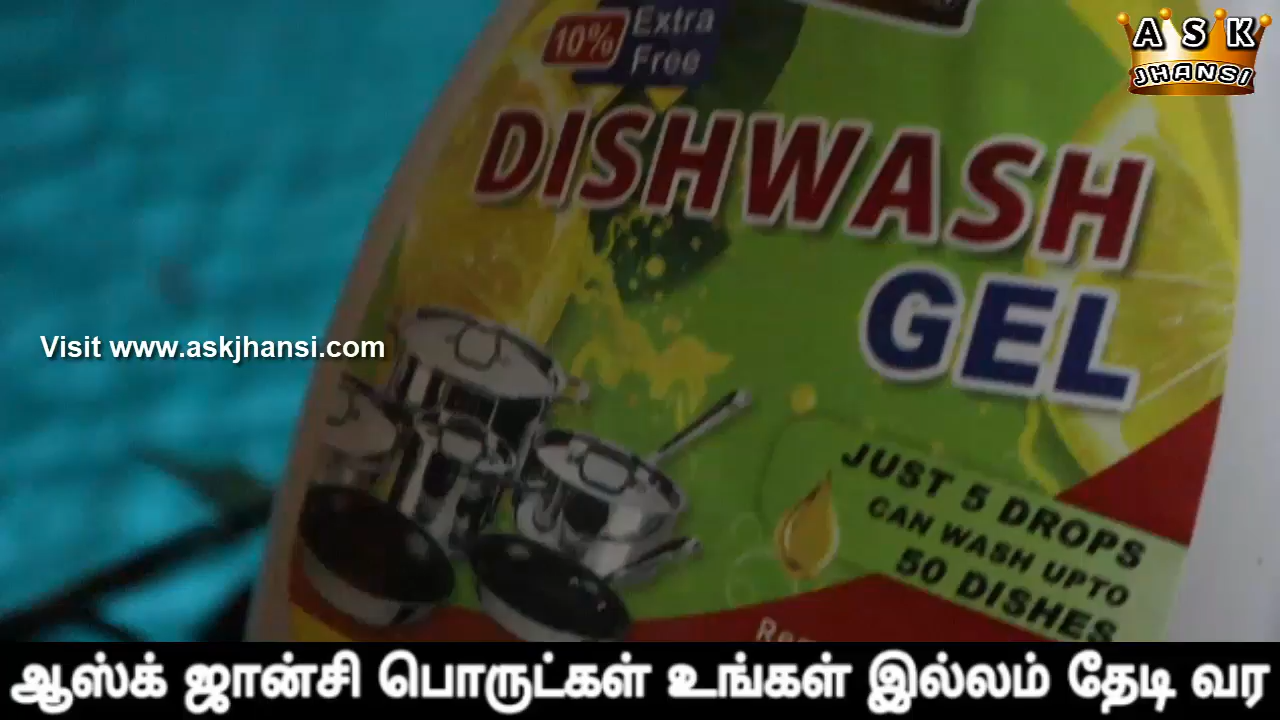 10% Extra
Free
ASK
JHANSI
DISHWASH
GEL
Visit www.askjhansi.com
JUST 5 DROPS
CAN WASH UPTO
50 DISHES
ஆஸ்க் ஜான்சி பொருட்கள் உங்கள் இல்லம் தேடி வர